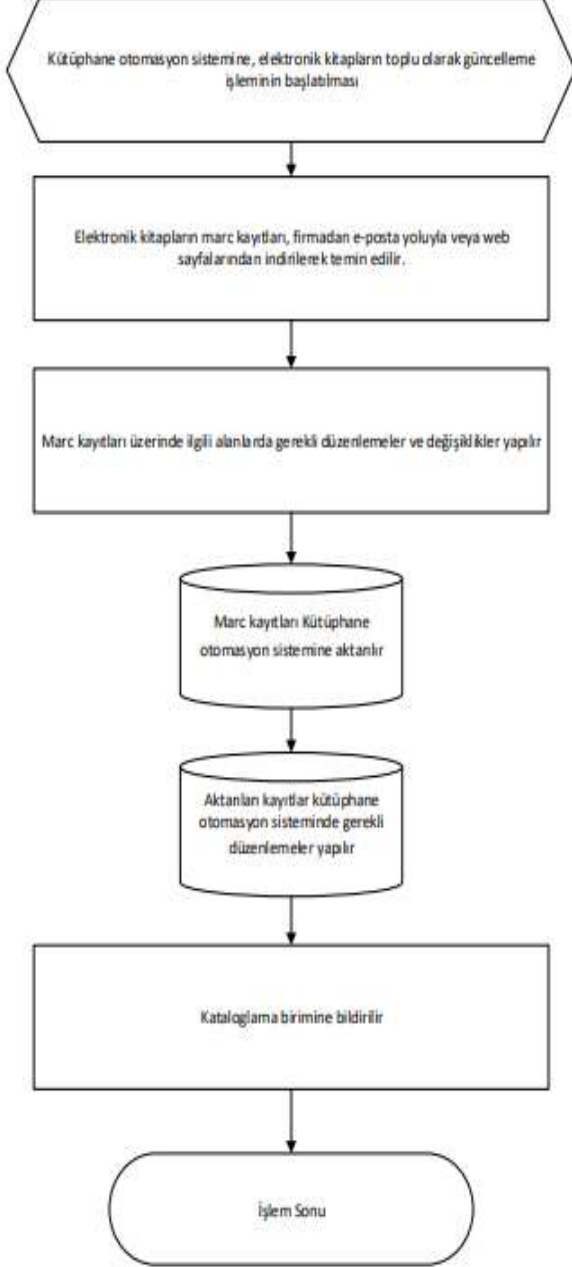 Kütüphane otomasyon sistemine, elektronik kitapların toplu olarak güncelleme
işleminin başlatılması
Elektronik kitapların marc kayıtları, firmadan e-posta yoluyla veya web
sayfalarından indirilerek temin edilir.
Marc kayıtları üzerinde ilgili alanlarda gerekli düzenlemeler ve değişiklikler yapılır
Marc kayıtları Kütüphane
otomasyon sistemine aktarılır
Aktarılan kayıtlar kütüphane
otomasyon sisteminde gerekli
düzenlemeler yapılır
Kataloglama birimine bildirilir
İşlem Sonu